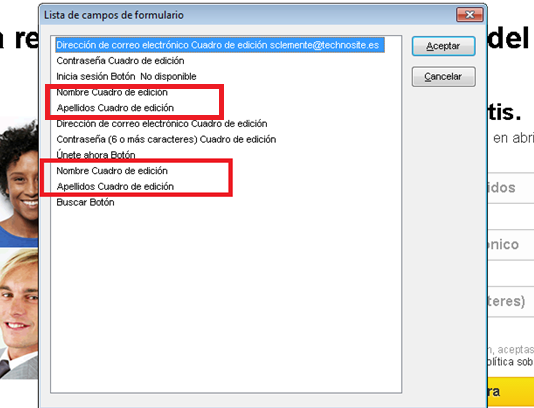 Lista de campos de formulario
a re
del
Dirección de correo electrónico Cuadro de edición sclemente@technosite.es
Aceptar
Contraseña Cuadro de edición
Inicia sesión Botón No disponible
Cancelar
Nombre Cuadro de edición
Apellidos Cuadro de edición
tis.
Dirección de correo electrónico Cuadro de edición
Contraseña (6 o más caracteres) Cuadro de edición
en abri
Únete ahora Botón
Nombre Cuadro de edición
Apellidos Cuadro de edición
idos
Buscar Botón
ónico
teres)
n, aceptas
olítica sob
ra